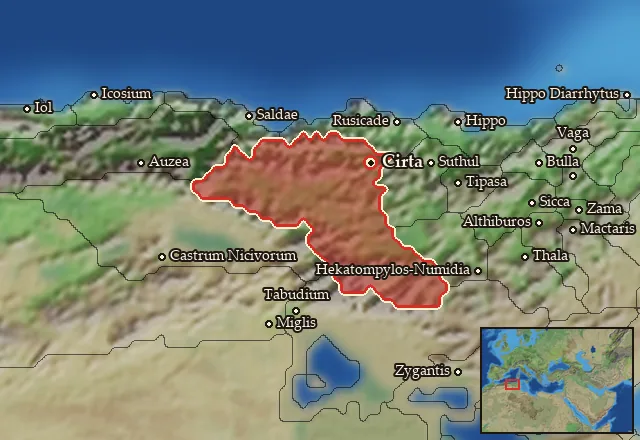 Hippo Diarrhytus
Icosium
Iol
Saldae
Rusicade
Hippo
Vaga
Auzea
Cirta
Suthul
Bulla
Tipasa
Sicca
Zama
Althiburos
Mactaris
Castrum Nicivorum
Thala
Hekatompylos-Numidia
Tabudium
Miglis
Zygantis